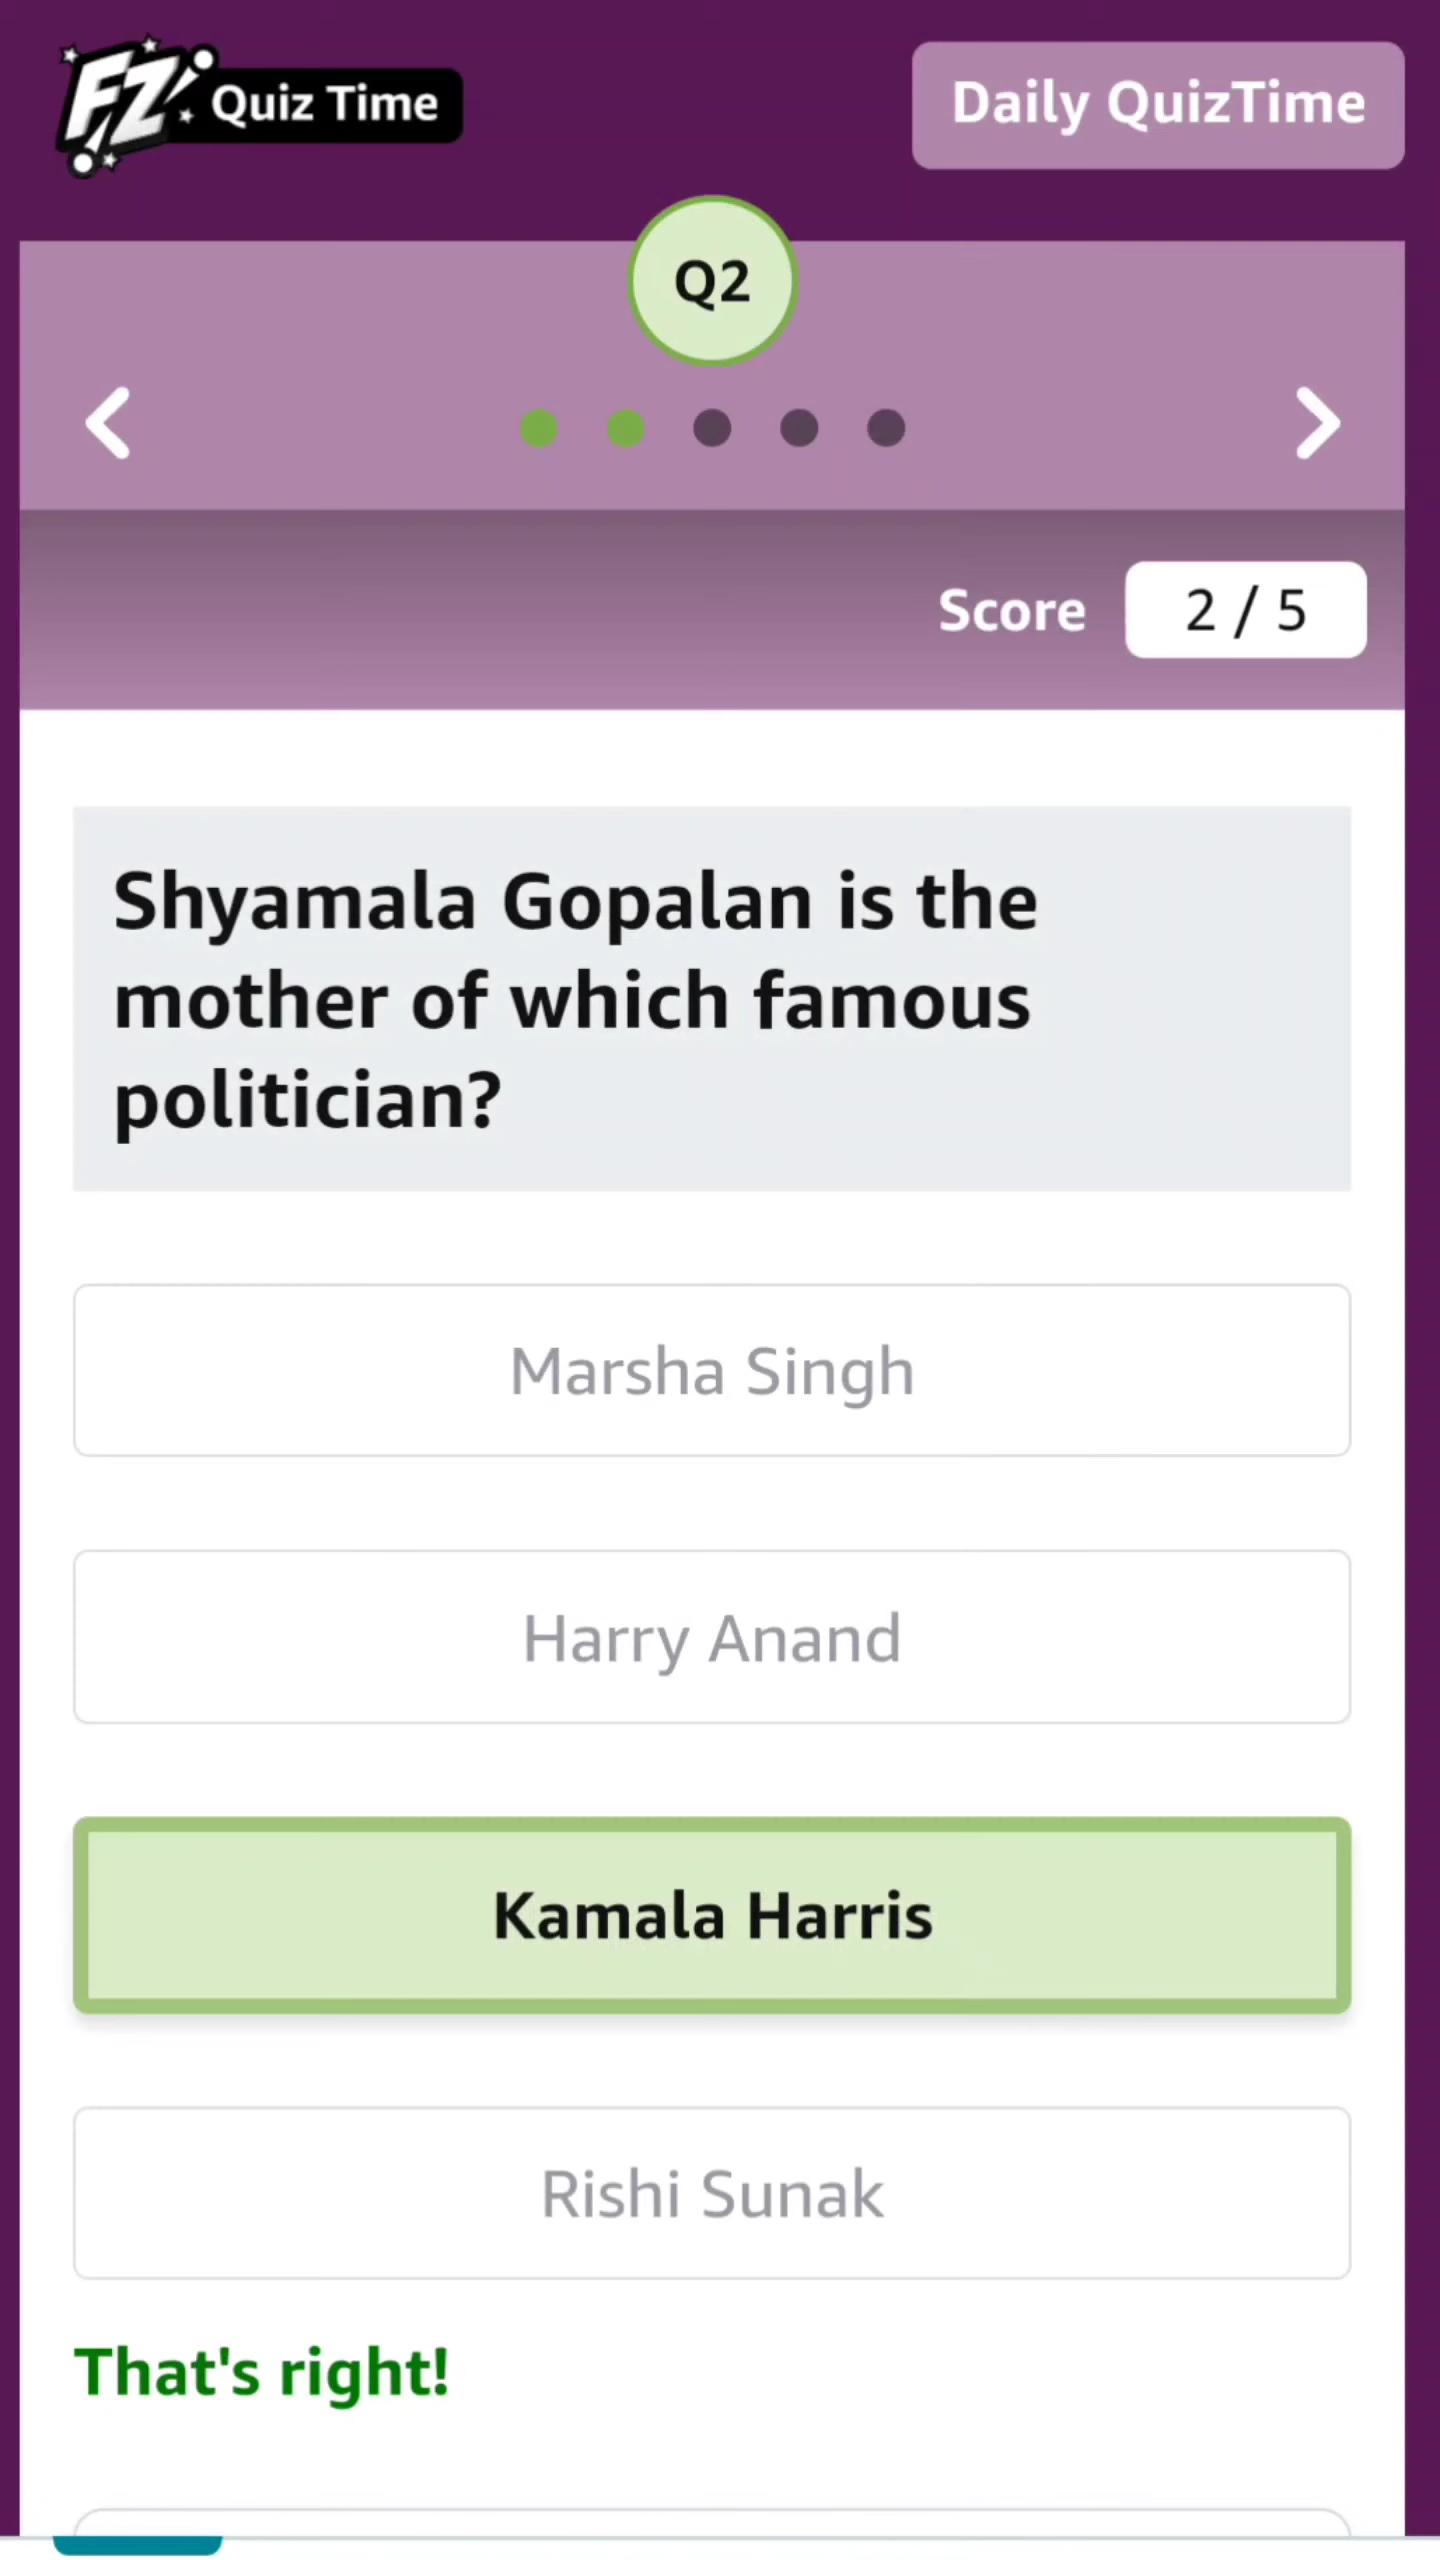 FZ Quiz Time
Daily QuizTime
Q2
Score 2 / 5
Shyamala Gopalan is the
mother of which famous
politician?
Marsha Singh
Harry Anand
Kamala Harris
Rishi Sunak
That's right!